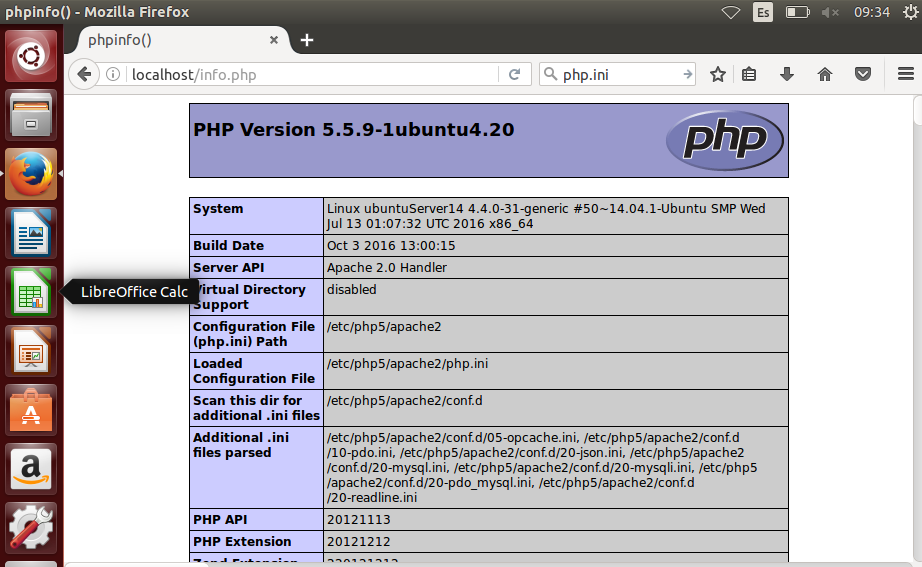 phpinfo() - Mozilla Firefox
Es
09:34
phpinfo()
localhost/info.php
php.ini
PHP Version 5.5.9-1ubuntu4.20
php
System
Linux ubuntuServer14 4.4.0-31-generic #50~14.04.1-Ubuntu SMP Wed
Jul 13 01:07:32 UTC 2016 x86_64
Build Date
Oct 3 2016 13:00:15
Server API
Apache 2.0 Handler
LibreOffice Calc
Virtual Directory
Support
disabled
Configuration File
(php.ini) Path
/etc/php5/apache2
Loaded
Configuration File
/etc/php5/apache2/php.ini
Scan this dir for
additional .ini files
/etc/php5/apache2/conf.d
Additional .ini
files parsed
/etc/php5/apache2/conf.d/05-opcache.ini, /etc/php5/apache2/conf.d
/10-pdo.ini, /etc/php5/apache2/conf.d/20-json.ini, /etc/php5/apache2
/conf.d/20-mysql.ini, /etc/php5/apache2/conf.d/20-mysqli.ini, /etc/php5
/apache2/conf.d/20-pdo_mysql.ini, /etc/php5/apache2/conf.d
/20-readline.ini
PHP API
20121113
PHP Extension
20121212
Zend Extension
220121212